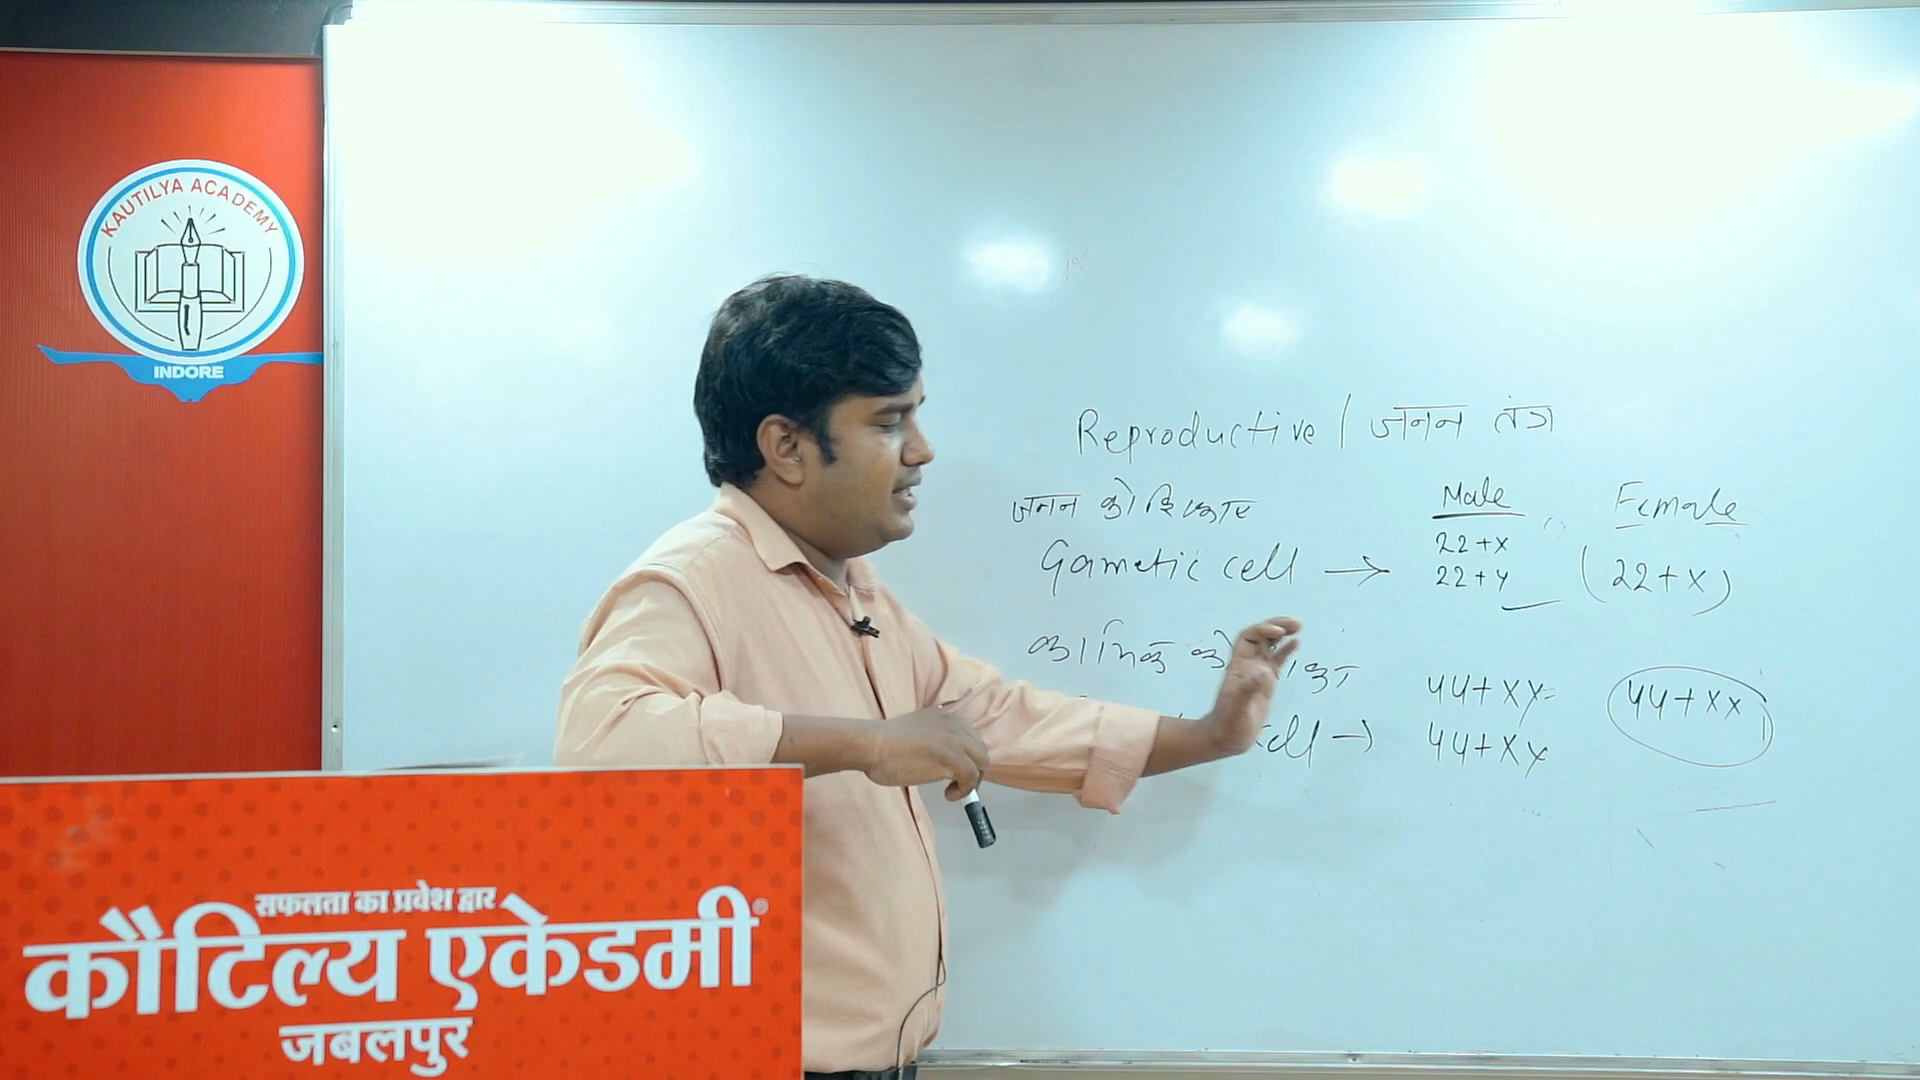 KAUTILYA ACADEMY
INDORE
Reproductive / जनन तंत्र
जनन कोशिकाएं
Male
Female
Gametic cell →
22+X
22+Y
(22+X)
कायिक
44+XY
44+XX
cell →
44+XY
सफलता का प्रवेश द्वार
कौटिल्य एकेडमी
जबलपुर